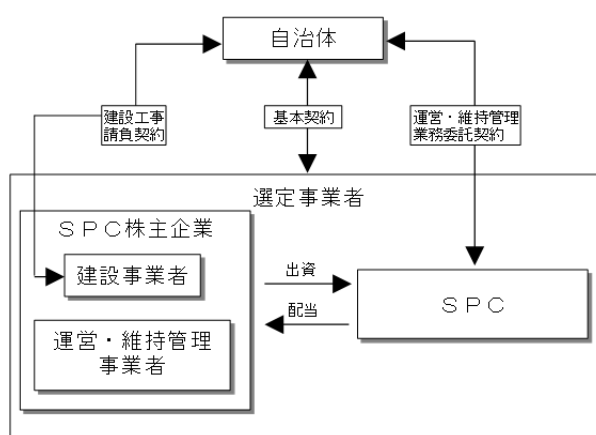 自治体
建設工事
請負契約
基本契約
運営・維持管理
業務委託契約
選定事業者
ＳＰＣ株主企業
建設事業者
運営・維持管理
事業者
出資
配当
ＳＰＣ